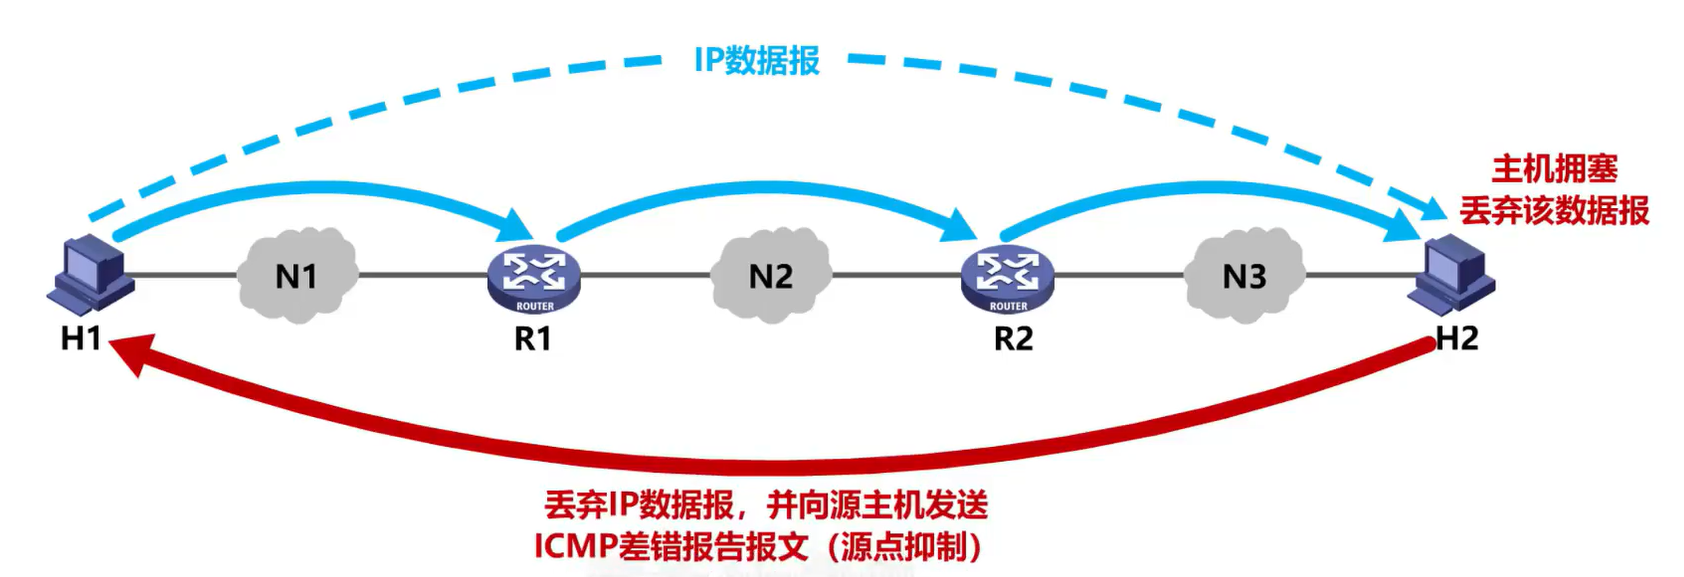 IP数据报
主机拥塞
丢弃该数据报
N1
N2
N3
ROUTER
ROUTER
H1
R1
R2
H2
丢弃IP数据报，并向源主机发送
ICMP差错报告报文（源点抑制）